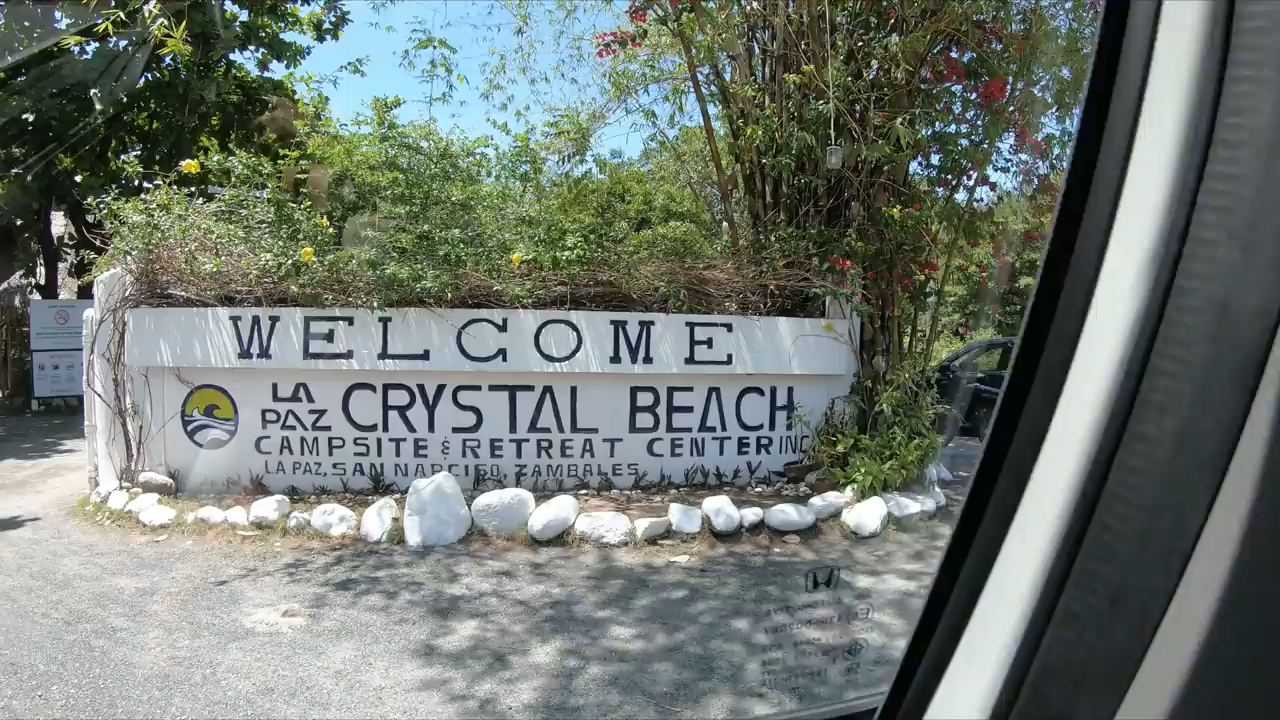 WELCOME
LA PAZ CRYSTAL BEACH
CAMPSITE & RETREAT CENTER INC
LA PAZ, SAN NARCISO, ZAMBALES